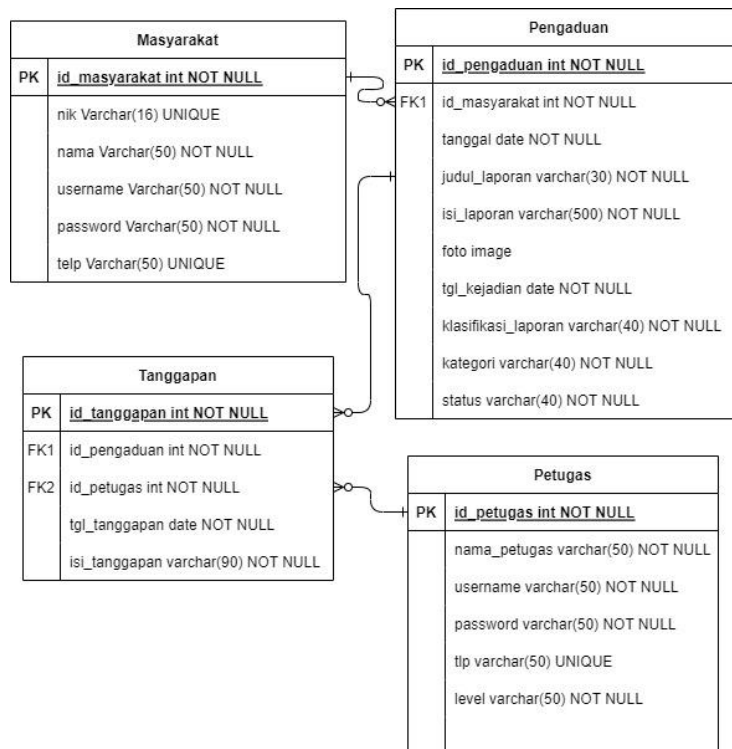 Masyarakat
PK id_masyarakat int NOT NULL
nik Varchar(16) UNIQUE
nama Varchar(50) NOT NULL
username Varchar(50) NOT NULL
password Varchar(50) NOT NULL
telp Varchar(50) UNIQUE
Pengaduan
PK id_pengaduan int NOT NULL
FK1 id_masyarakat int NOT NULL
tanggal date NOT NULL
judul_laporan varchar(30) NOT NULL
isi_laporan varchar(500) NOT NULL
foto image
tgl_kejadian date NOT NULL
klasifikasi_laporan varchar(40) NOT NULL
kategori varchar(40) NOT NULL
status varchar(40) NOT NULL
Tanggapan
PK id_tanggapan int NOT NULL
FK1 id_pengaduan int NOT NULL
FK2 id_petugas int NOT NULL
tgl_tanggapan date NOT NULL
isi_tanggapan varchar(90) NOT NULL
Petugas
PK id_petugas int NOT NULL
nama_petugas varchar(50) NOT NULL
username varchar(50) NOT NULL
password varchar(50) NOT NULL
tlp varchar(50) UNIQUE
level varchar(50) NOT NULL